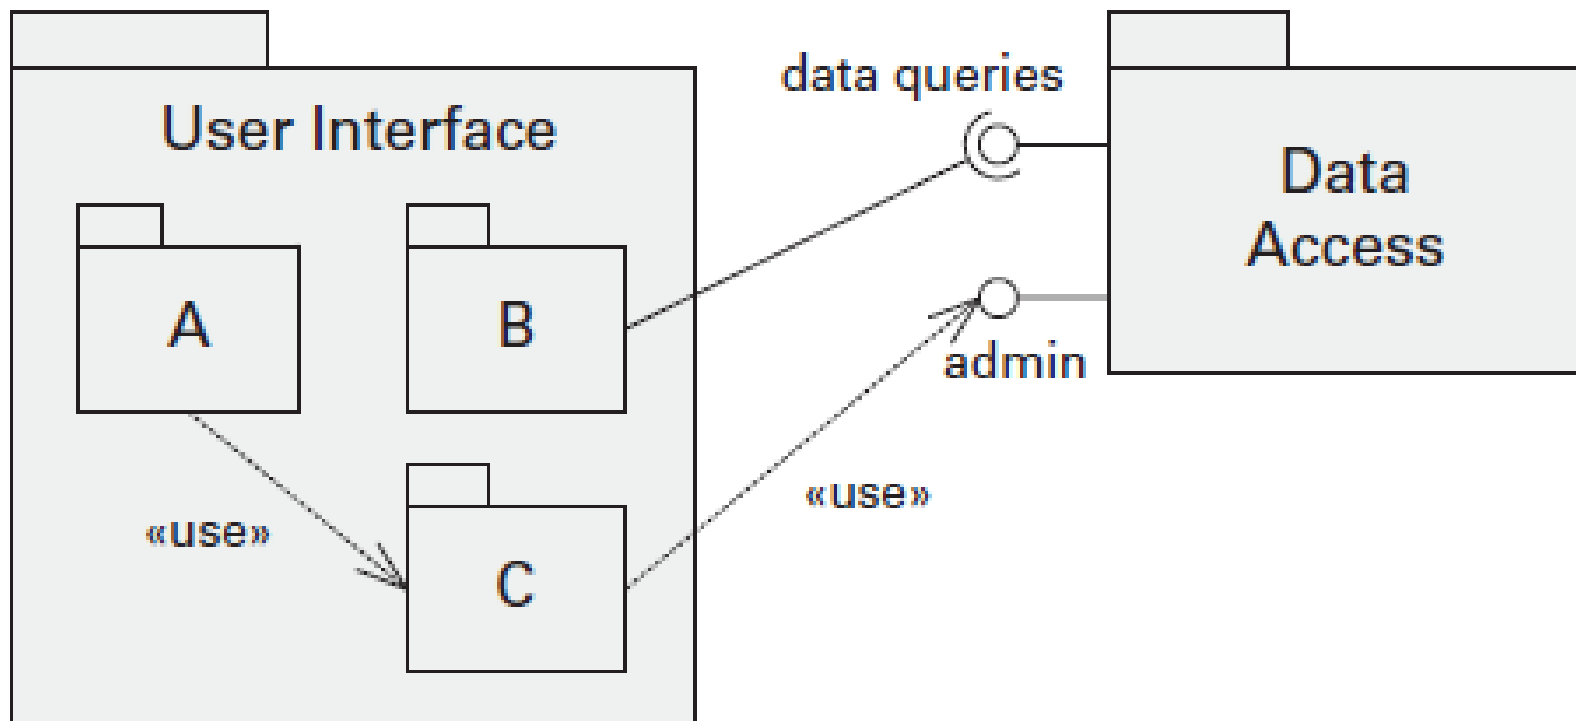 User Interface
A
B
C
«use»
data queries
admin
«use»
Data
Access